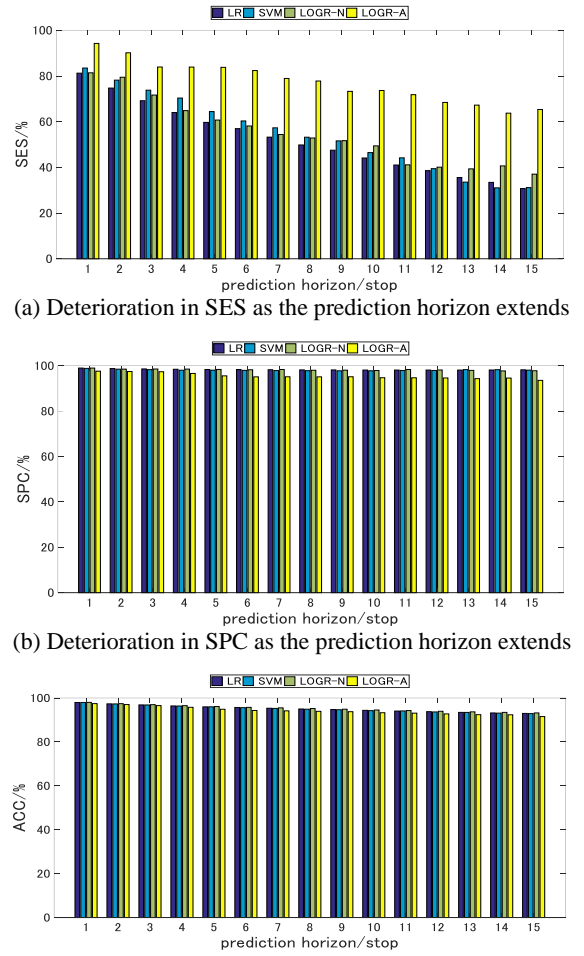 LR SVM LOGR-N LOGR-A
100
80
60
40
20
0
SES/%
1 2 3 4 5 6 7 8 9 10 11 12 13 14 15
prediction horizon/stop
(a) Deterioration in SES as the prediction horizon extends
LR SVM LOGR-N LOGR-A
100
80
60
40
20
0
SPC/%
1 2 3 4 5 6 7 8 9 10 11 12 13 14 15
prediction horizon/stop
(b) Deterioration in SPC as the prediction horizon extends
LR SVM LOGR-N LOGR-A
100
80
60
40
20
0
ACC/%
1 2 3 4 5 6 7 8 9 10 11 12 13 14 15
prediction horizon/stop